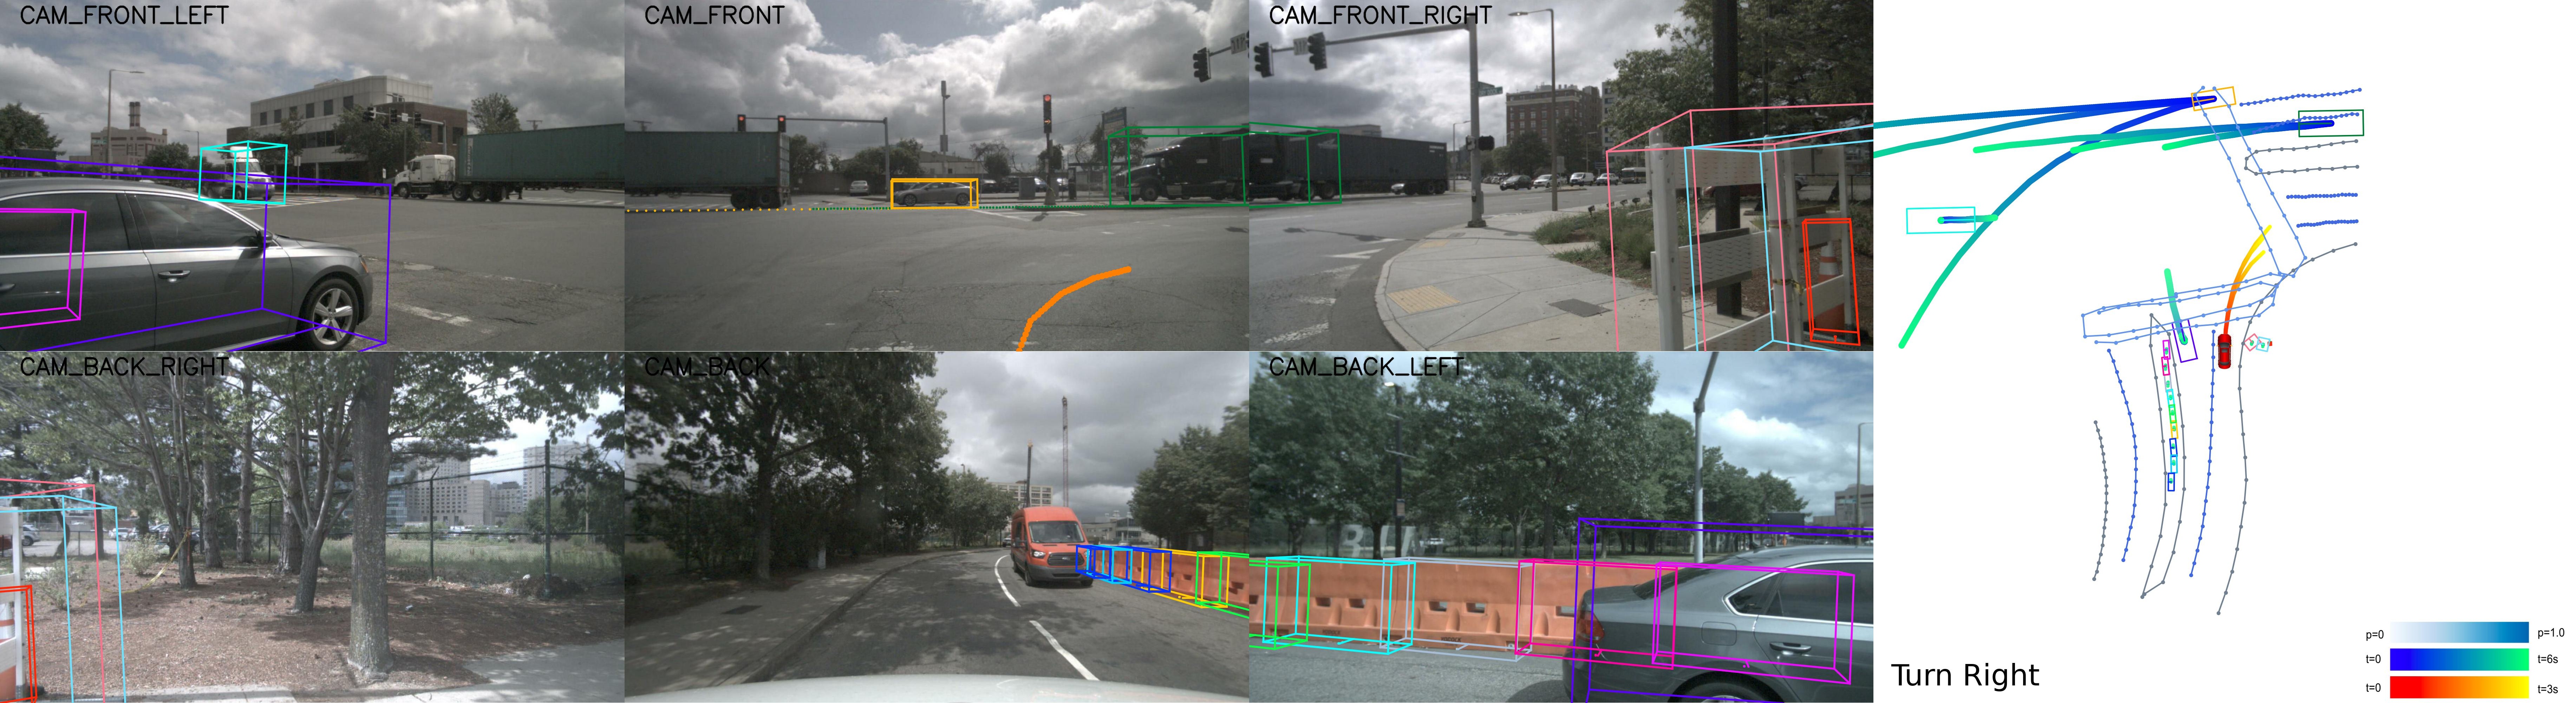 CAM_FRONT_LEFT
CAM_FRONT
CAM_FRONT_RIGHT
CAM_BACK_RIGHT
CAM_BACK
CAM_BACK_LEFT
Turn Right
p=0
p=1.0
t=0
t=6s
t=0
t=3s